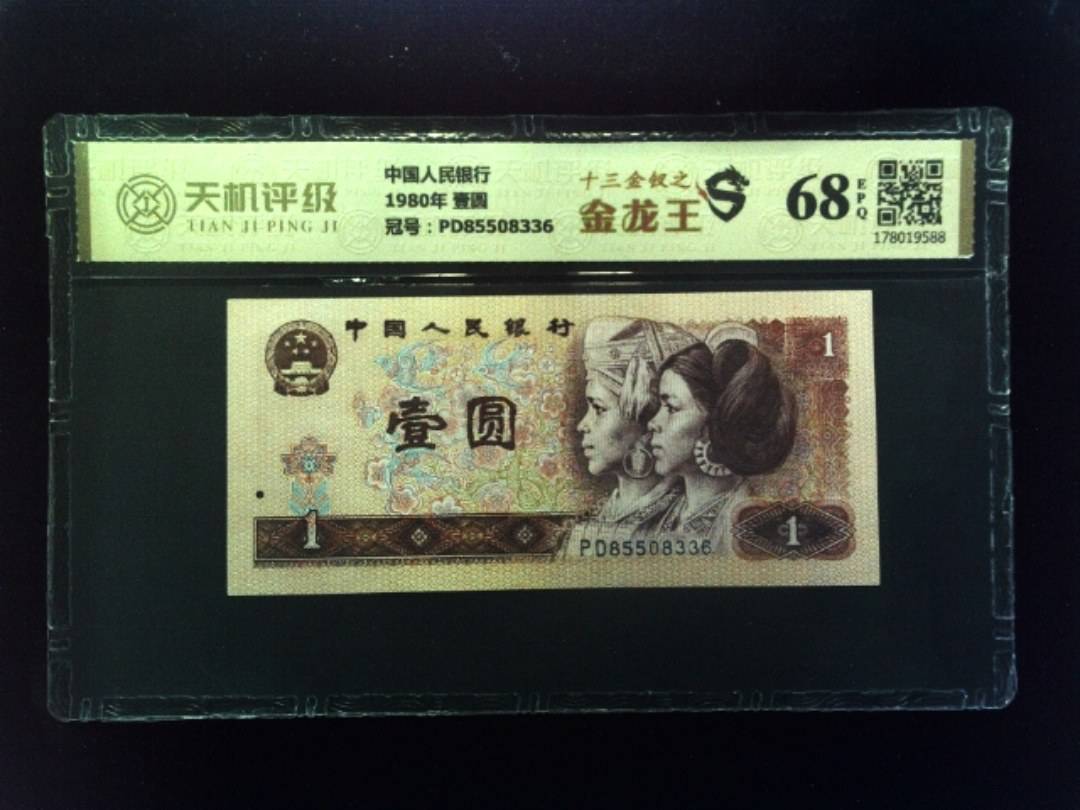 天机评级
TIAN JI-PING JI
中国人民银行
1980年 壹圆
冠号：PD85508336
十三金钗之
金龙王
68
EPQ
178019588
中国人民银行
1
壹圆
1
PD85508336
1